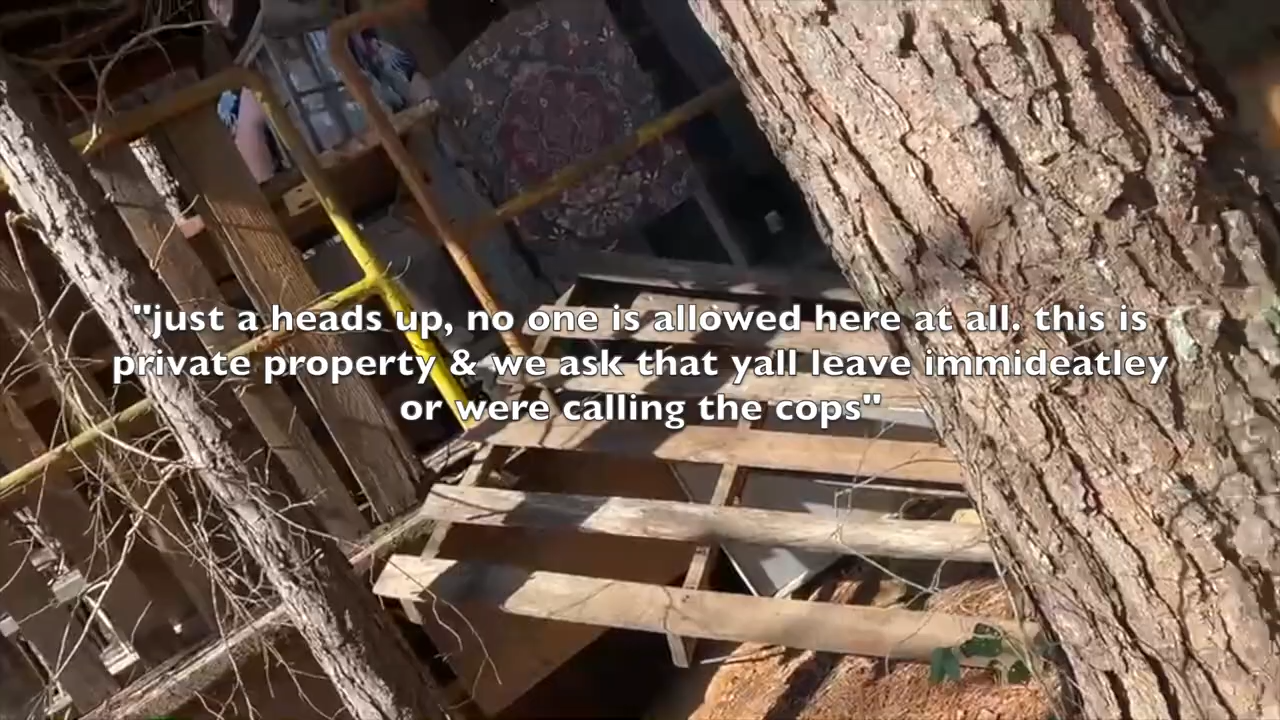 "just a heads up, no one is allowed here at all. this is
private property & we ask that yall leave immideatley
or were calling the cops"